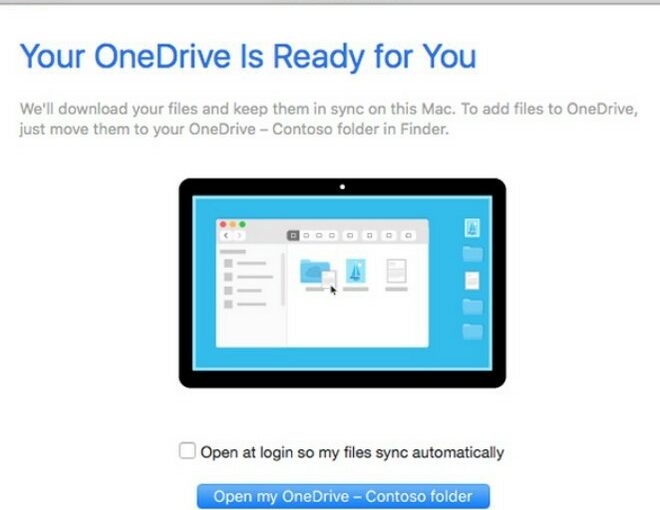 Your OneDrive Is Ready for You
We'll download your files and keep them in sync on this Mac. To add files to OneDrive,
just move them to your OneDrive – Contoso folder in Finder.
Open at login so my files sync automatically
Open my OneDrive – Contoso folder